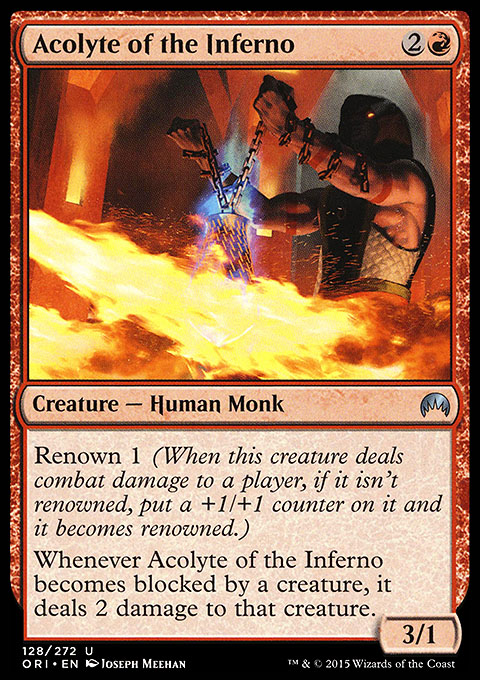 Acolyte of the Inferno 2
Creature — Human Monk
Renown 1 (When this creature deals
combat damage to a player, if it isn't
renowned, put a +1/+1 counter on it and
it becomes renowned.)
Whenever Acolyte of the Inferno
becomes blocked by a creature, it
deals 2 damage to that creature.
3/1
128/272 U
ORI • EN Joseph Meehan ™ & © 2015 Wizards of the Coast